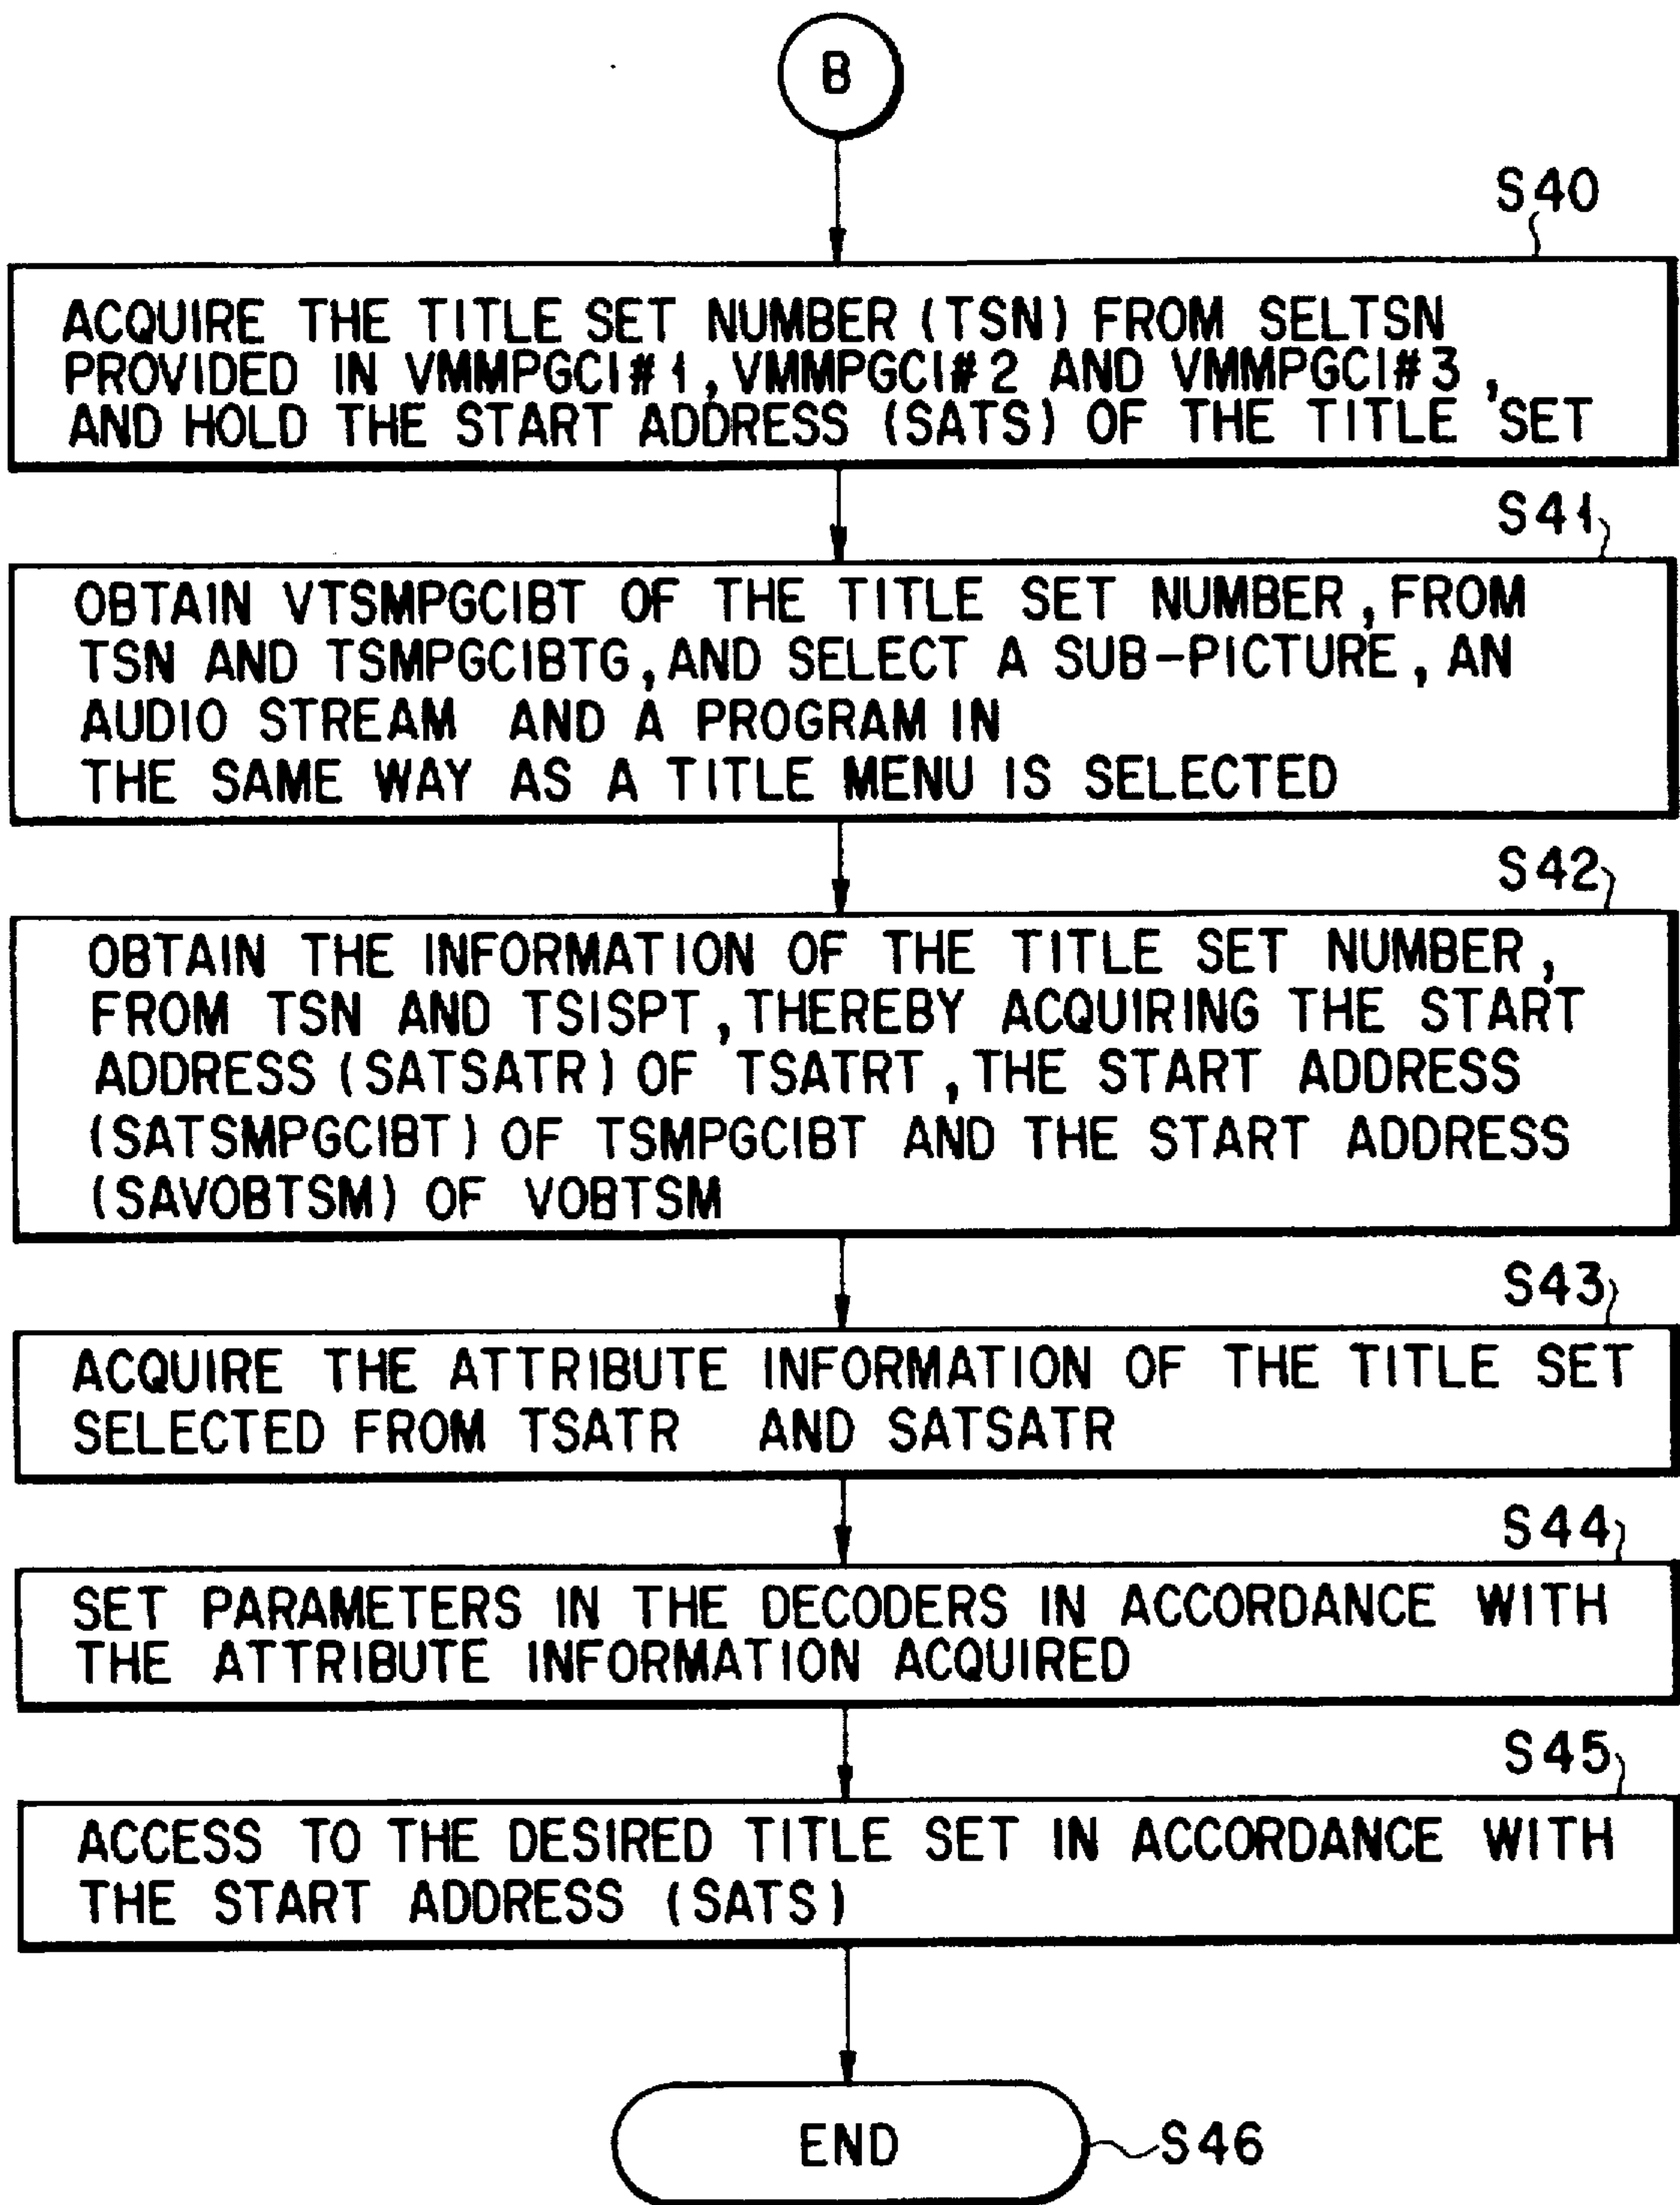 B
S40
ACQUIRE THE TITLE SET NUMBER (TSN) FROM SELTSN
PROVIDED IN VMMPGCI#1, VMMPGCI#2 AND VMMPGCI#3,
AND HOLD THE START ADDRESS (SATS) OF THE TITLE SET
S41
OBTAIN VTSMPGCIBT OF THE TITLE SET NUMBER, FROM
TSN AND TSMPGCIBTG, AND SELECT A SUB-PICTURE, AN
AUDIO STREAM AND A PROGRAM IN
THE SAME WAY AS A TITLE MENU IS SELECTED
S42
OBTAIN THE INFORMATION OF THE TITLE SET NUMBER,
FROM TSN AND TSISPT, THEREBY ACQUIRING THE START
ADDRESS (SATSATR) OF TSATRT, THE START ADDRESS
(SATSMPGCIBT) OF TSMPGCIBT AND THE START ADDRESS
(SAVOBTSM) OF VOBTSM
S43
ACQUIRE THE ATTRIBUTE INFORMATION OF THE TITLE SET
SELECTED FROM TSATR AND SATSATR
S44
SET PARAMETERS IN THE DECODERS IN ACCORDANCE WITH
THE ATTRIBUTE INFORMATION ACQUIRED
S45
ACCESS TO THE DESIRED TITLE SET IN ACCORDANCE WITH
THE START ADDRESS (SATS)
END
S46